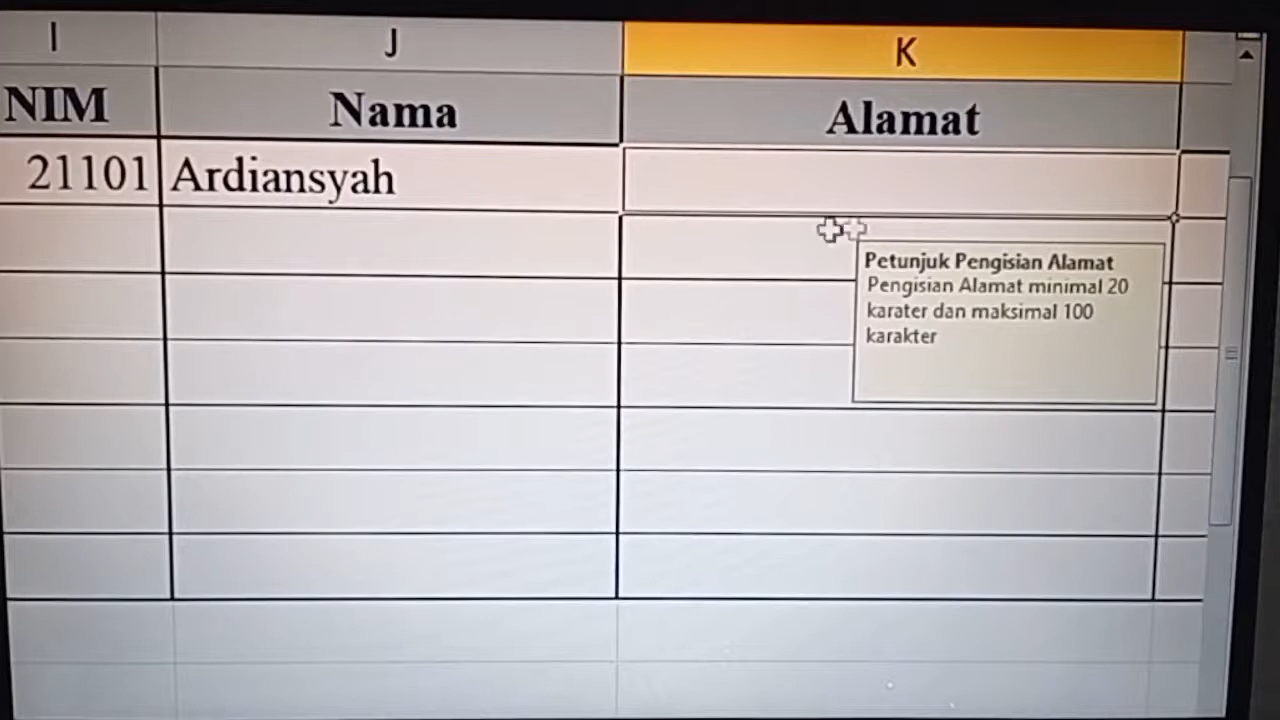 I J K
NIM Nama Alamat
21101 Ardiansyah
Petunjuk Pengisian Alamat
Pengisian Alamat minimal 20
karater dan maksimal 100
karakter